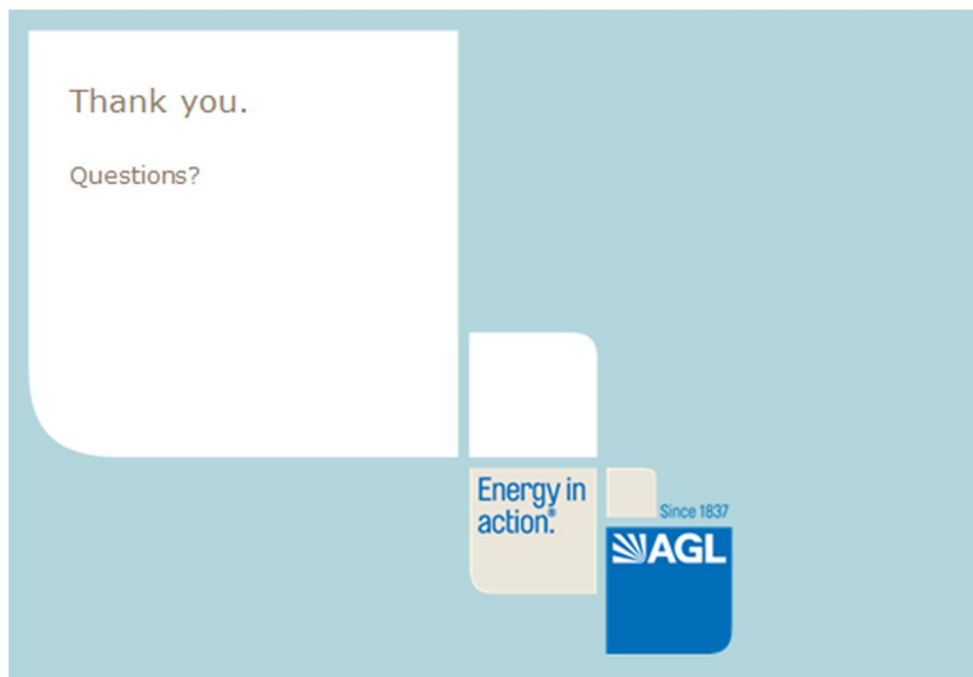 Thank you.
Questions?
Energy in
action.®
Since 1837
AGL